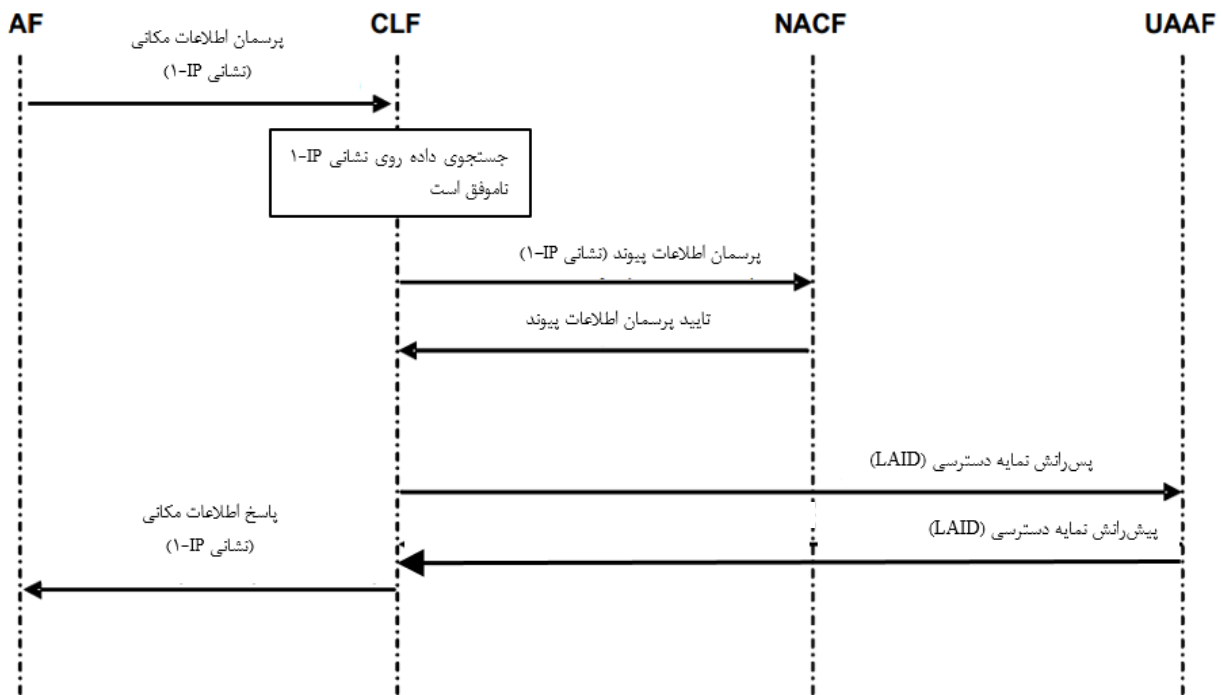 AF
CLF
NACF
UAAF
پرسمان اطلاعات مکانی
(نشانی IP-۱)
جستجوی داده روی نشانی IP-۱
ناموفق است
پرسمان اطلاعات پیوند (نشانی IP-۱)
تایید پرسمان اطلاعات پیوند
پس‌رانش نمایه دسترسی (LAID)
پیش‌رانش نمایه دسترسی (LAID)
پاسخ اطلاعات مکانی
(نشانی IP-۱)